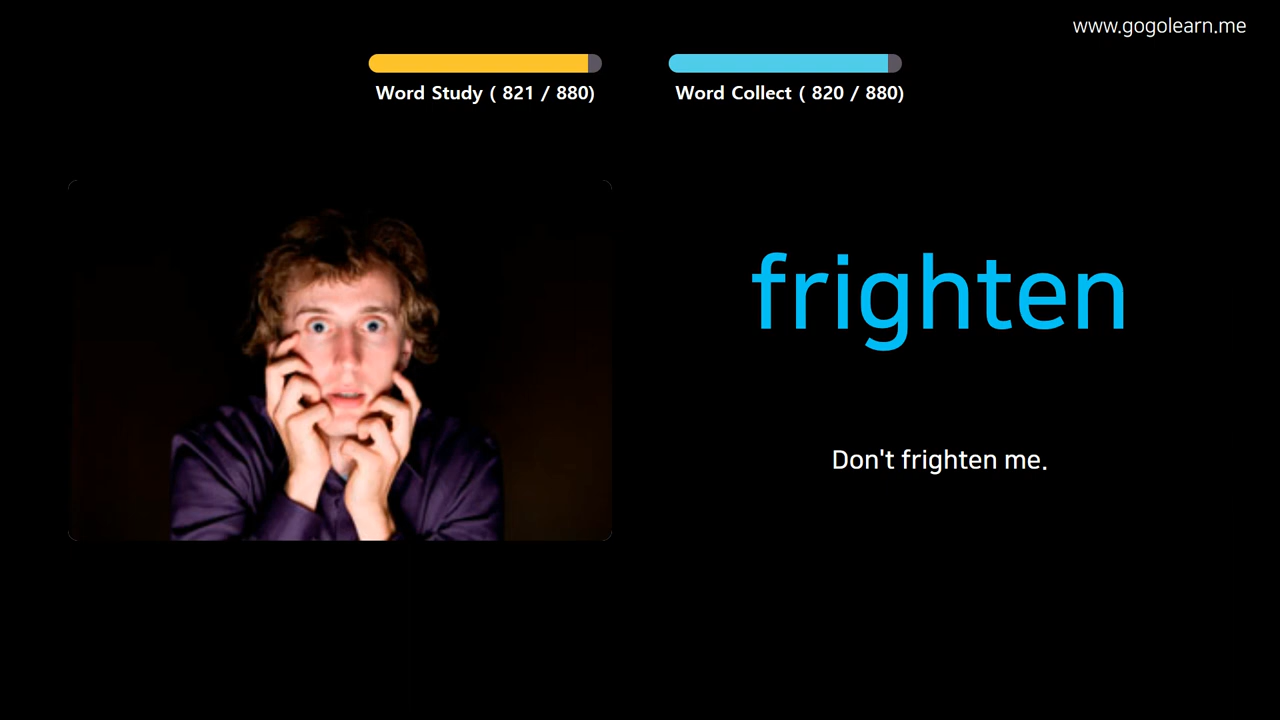 www.gogolearn.me
Word Study ( 821 / 880)
Word Collect ( 820 / 880)
frighten
Don't frighten me.